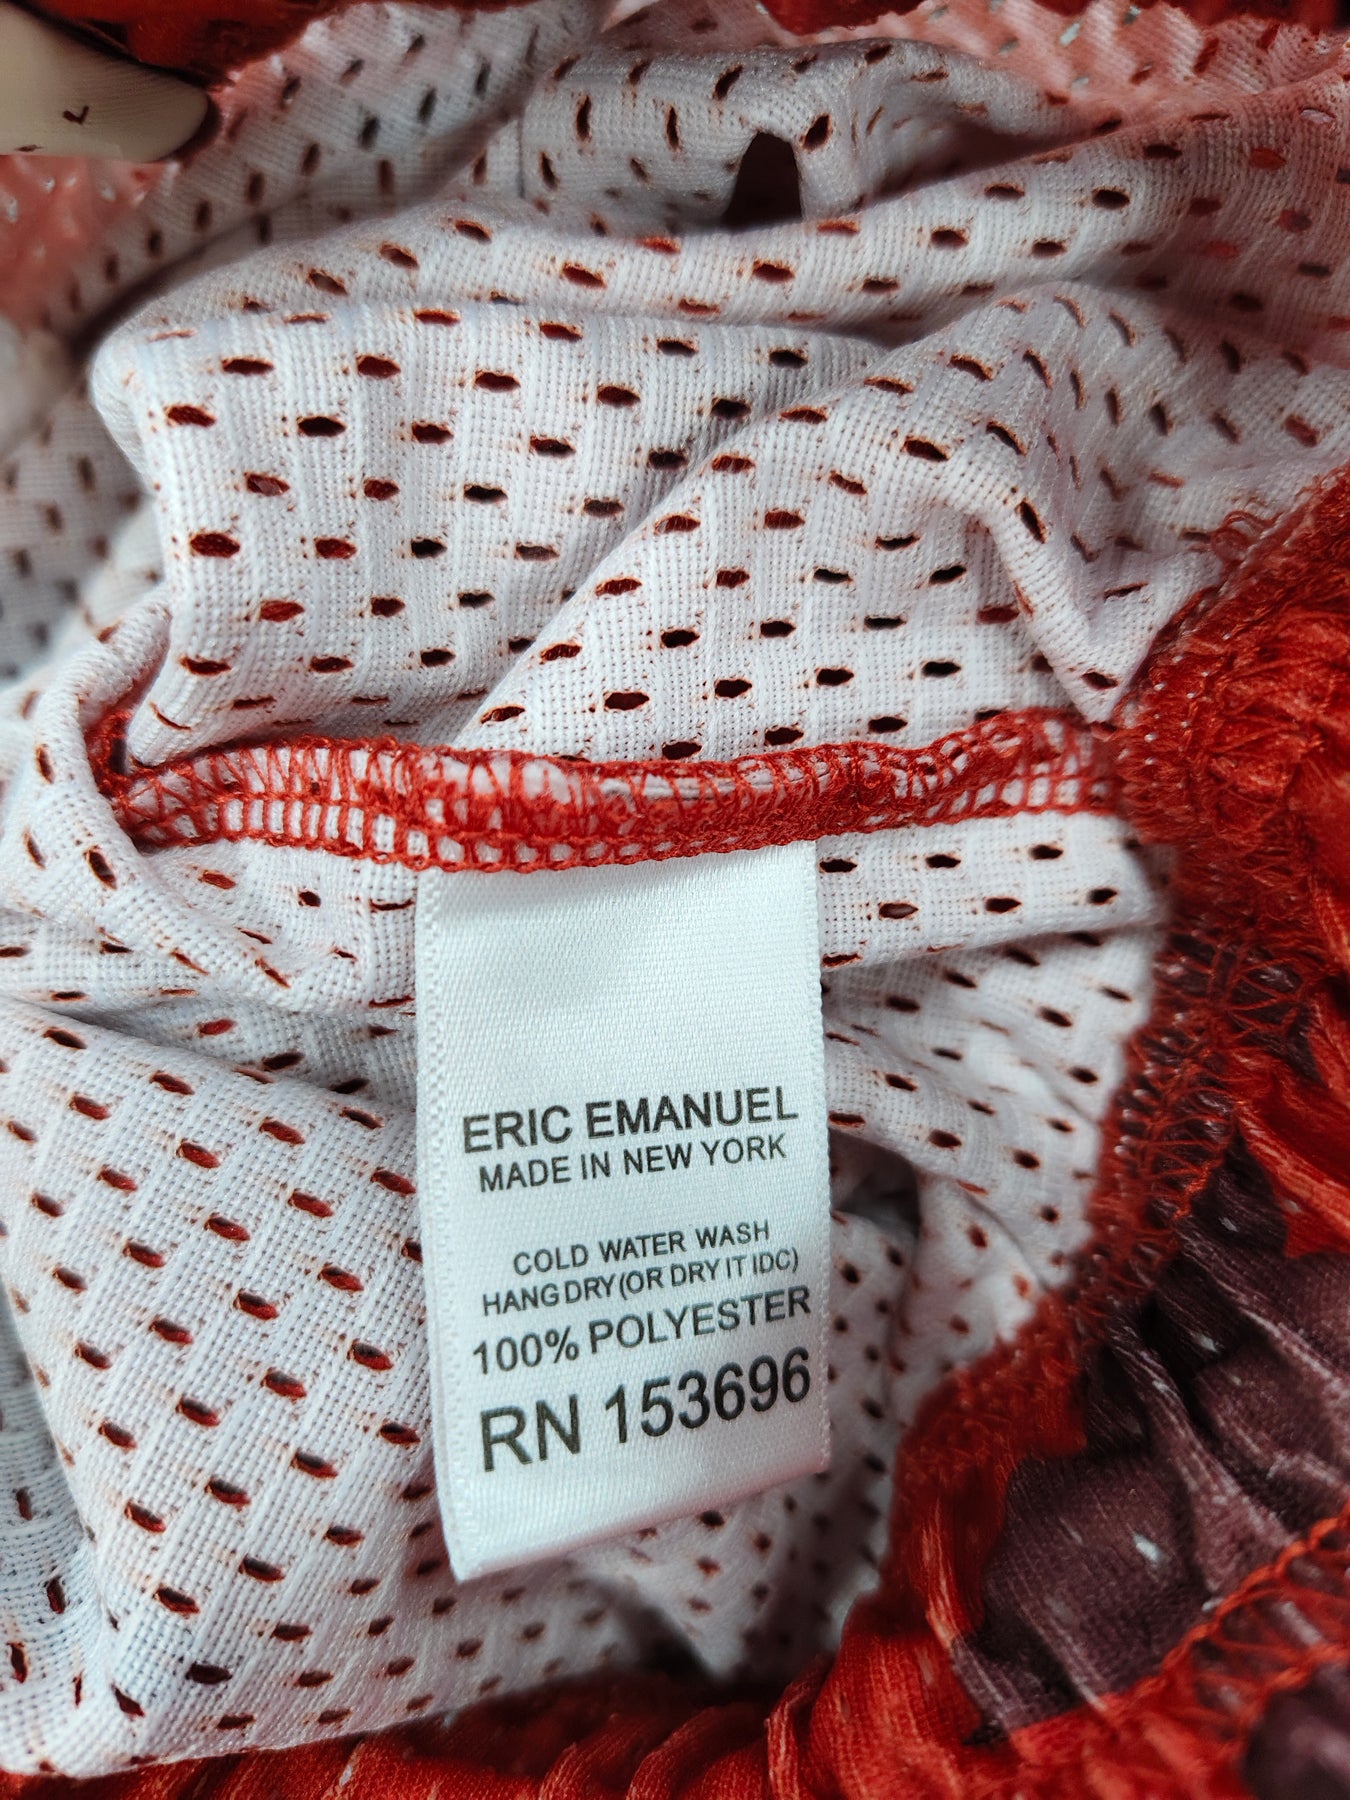 ERIC EMANUEL
MADE IN NEW YORK
COLD WATER WASH
HANG DRY (OR DRY IT IDC)
100% POLYESTER
RN 153696